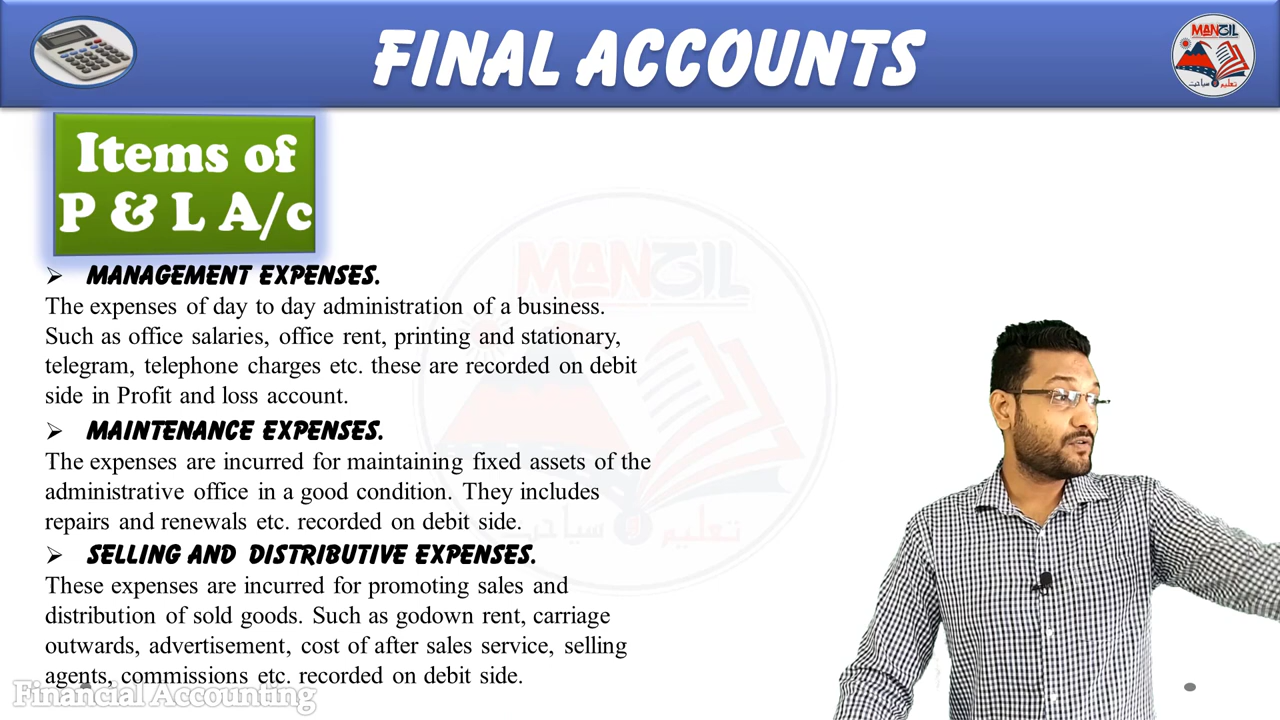 FINAL ACCOUNTS
MANZIL
تعلیم و سیاحت
Items of
P & L A/c
➢ MANAGEMENT EXPENSES.
The expenses of day to day administration of a business.
Such as office salaries, office rent, printing and stationary,
telegram, telephone charges etc. these are recorded on debit
side in Profit and loss account.
➢ MAINTENANCE EXPENSES.
The expenses are incurred for maintaining fixed assets of the
administrative office in a good condition. They includes
repairs and renewals etc. recorded on debit side.
➢ SELLING AND DISTRIBUTIVE EXPENSES.
These expenses are incurred for promoting sales and
distribution of sold goods. Such as godown rent, carriage
outwards, advertisement, cost of after sales service, selling
agents, commissions etc. recorded on debit side.
Financial Accounting